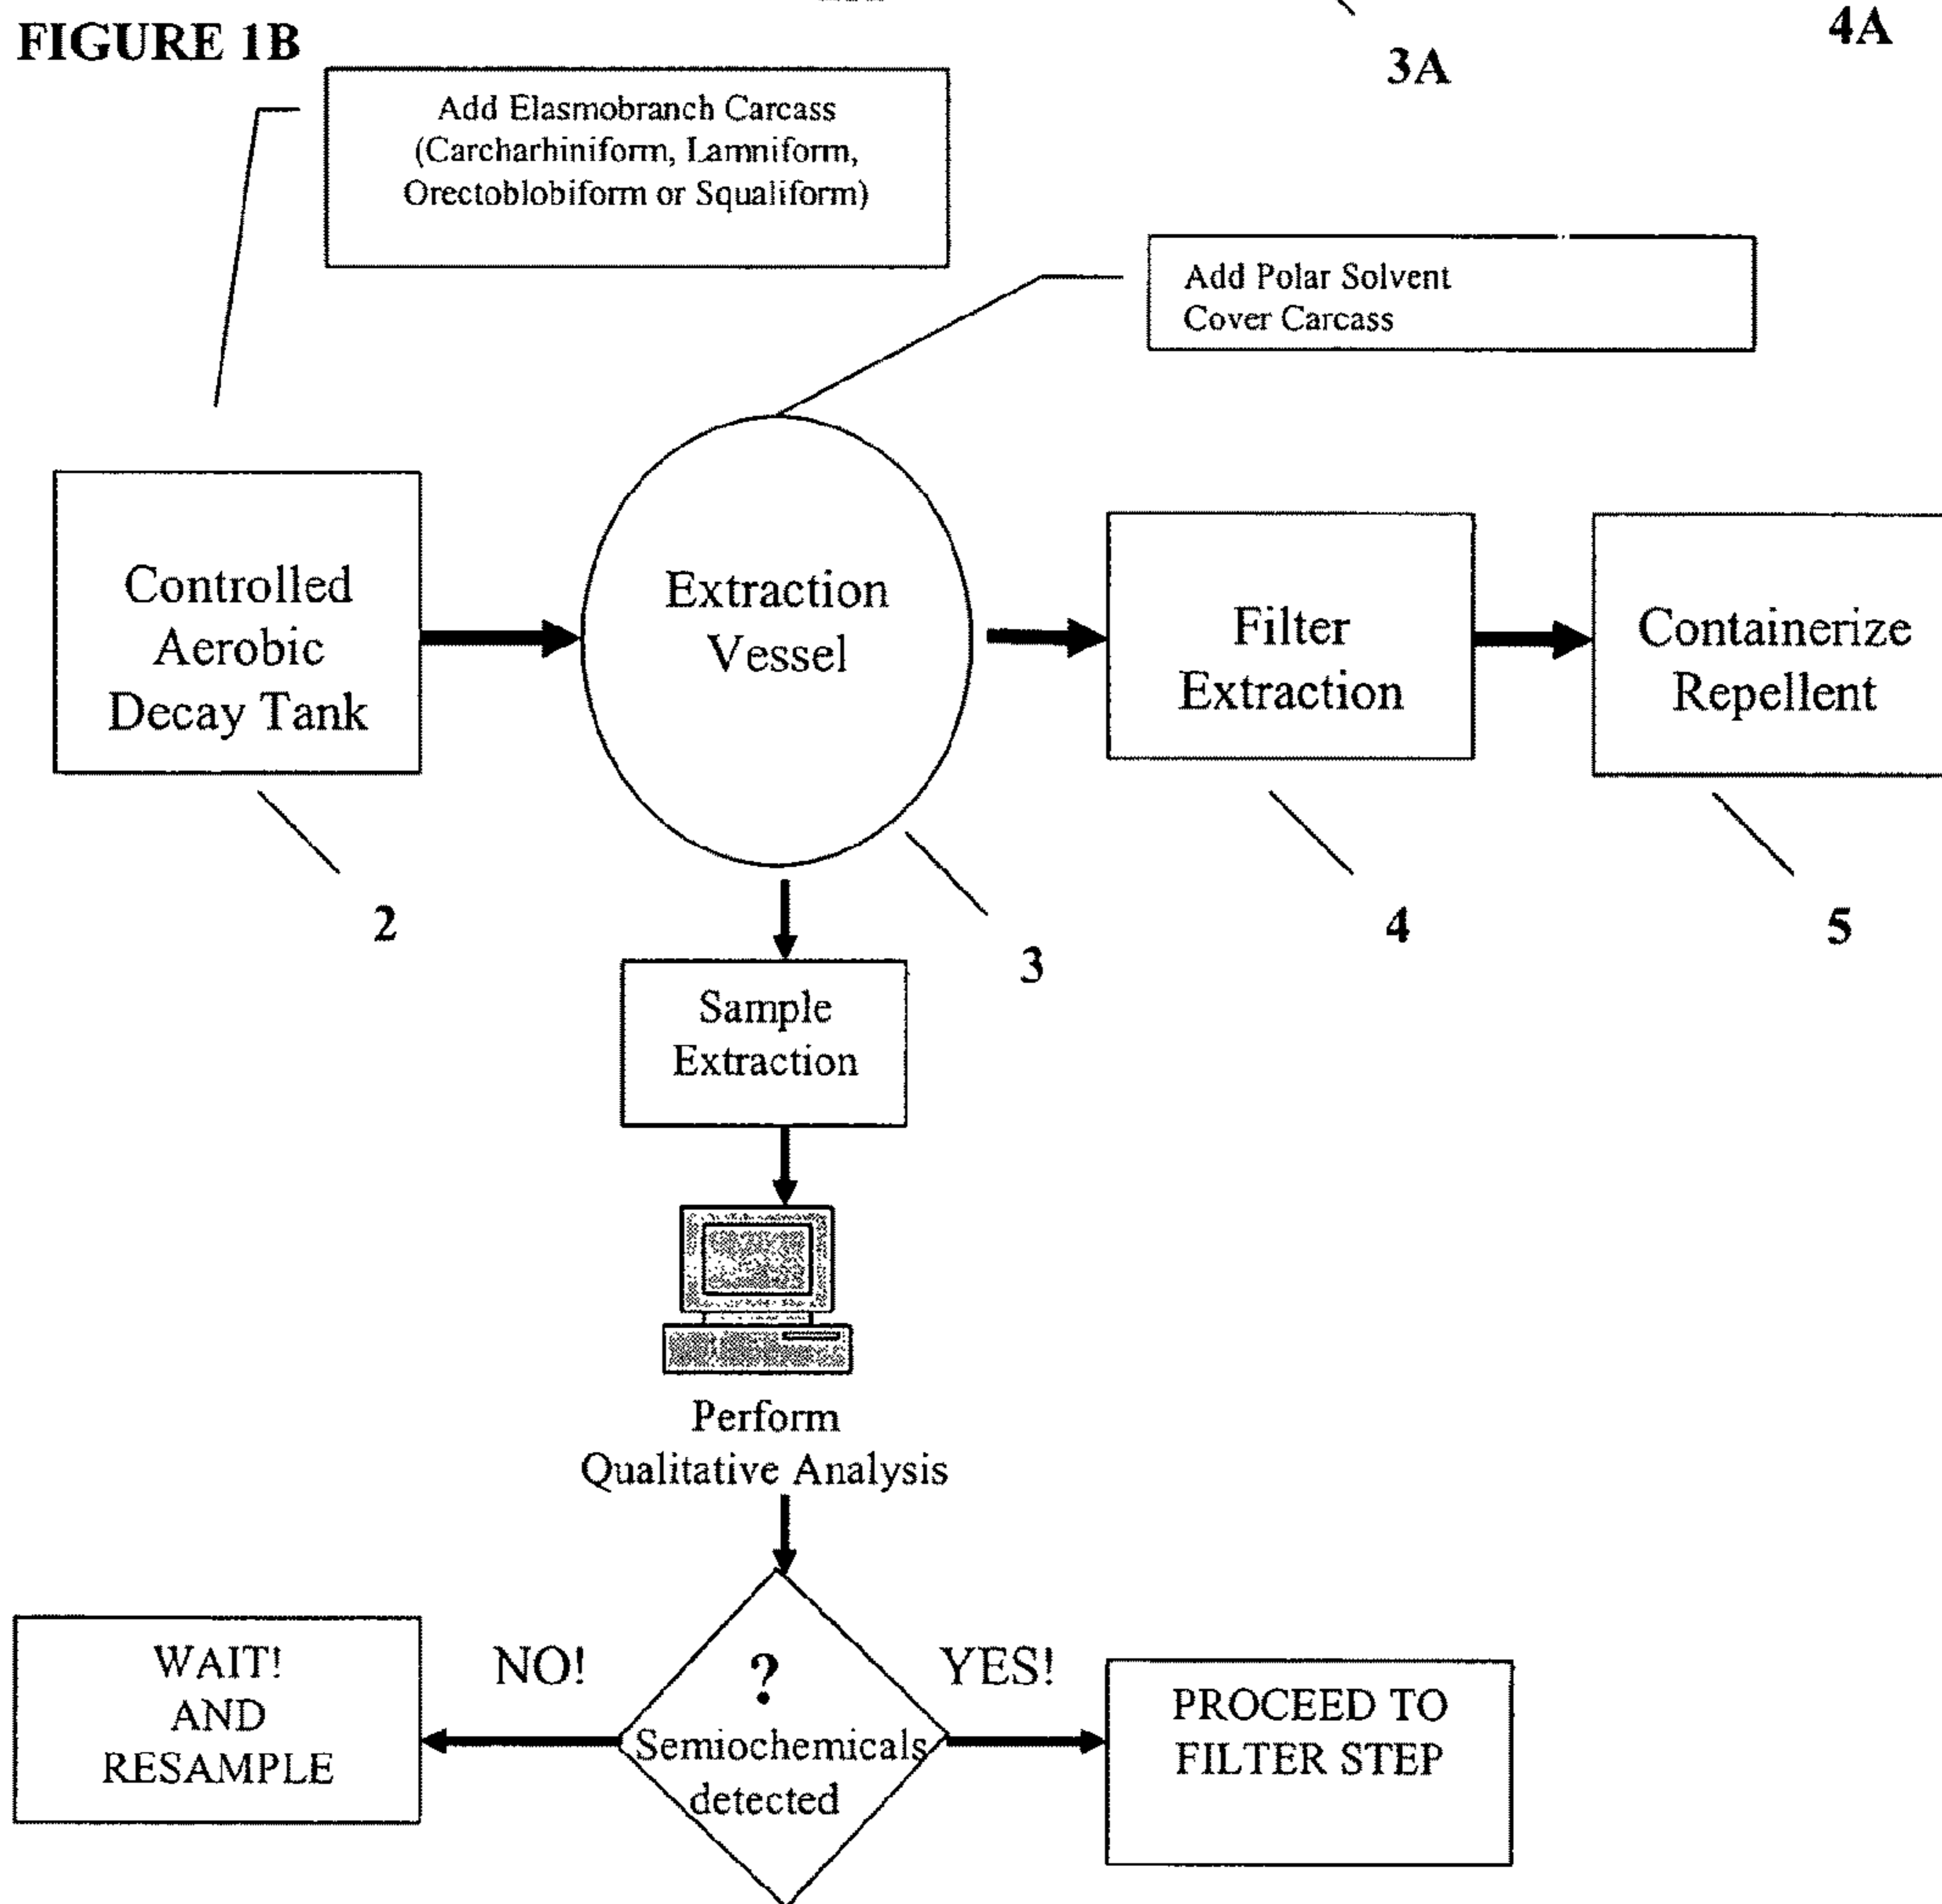 4A
FIGURE 1B
3A
Add Elasmobranch Carcass
(Carcharhiniform, Lamniform,
Orectoblobiform or Squaliform)
Add Polar Solvent
Cover Carcass
Controlled
Aerobic
Decay Tank
Extraction
Vessel
Filter
Extraction
Containerize
Repellent
2
3
4
5
Sample
Extraction
Perform
Qualitative Analysis
WAIT!
AND
RESAMPLE
NO!
?
Semiochemicals
detected
YES!
PROCEED TO
FILTER STEP